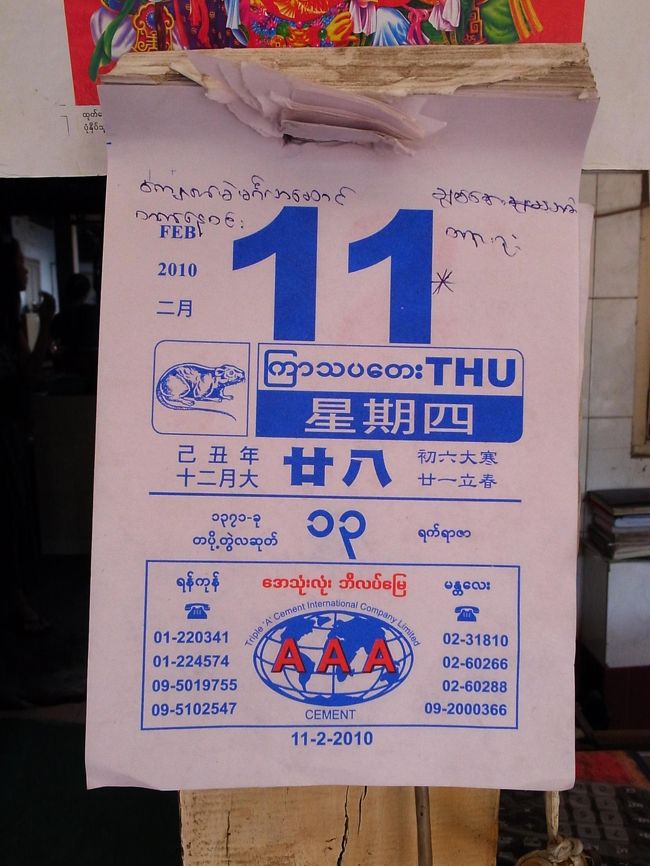 FEB
2010
二月
11
ကြာသပတေး THU
星期四
己丑年
十二月大
廿八
初六大寒
廿一立春
၁၃၇၁-ခု
တပို့တွဲလဆုတ်
၁၃
ရက်ရာဇာ
ရန်ကုန်
01-220341
01-224574
09-5019755
09-5102547
အေသုံးလုံး ဘိလပ်မြေ
Triple 'A' Cement International Company Limited
AAA
CEMENT
မန္တလေး
02-31810
02-60266
02-60288
09-2000366
11-2-2010